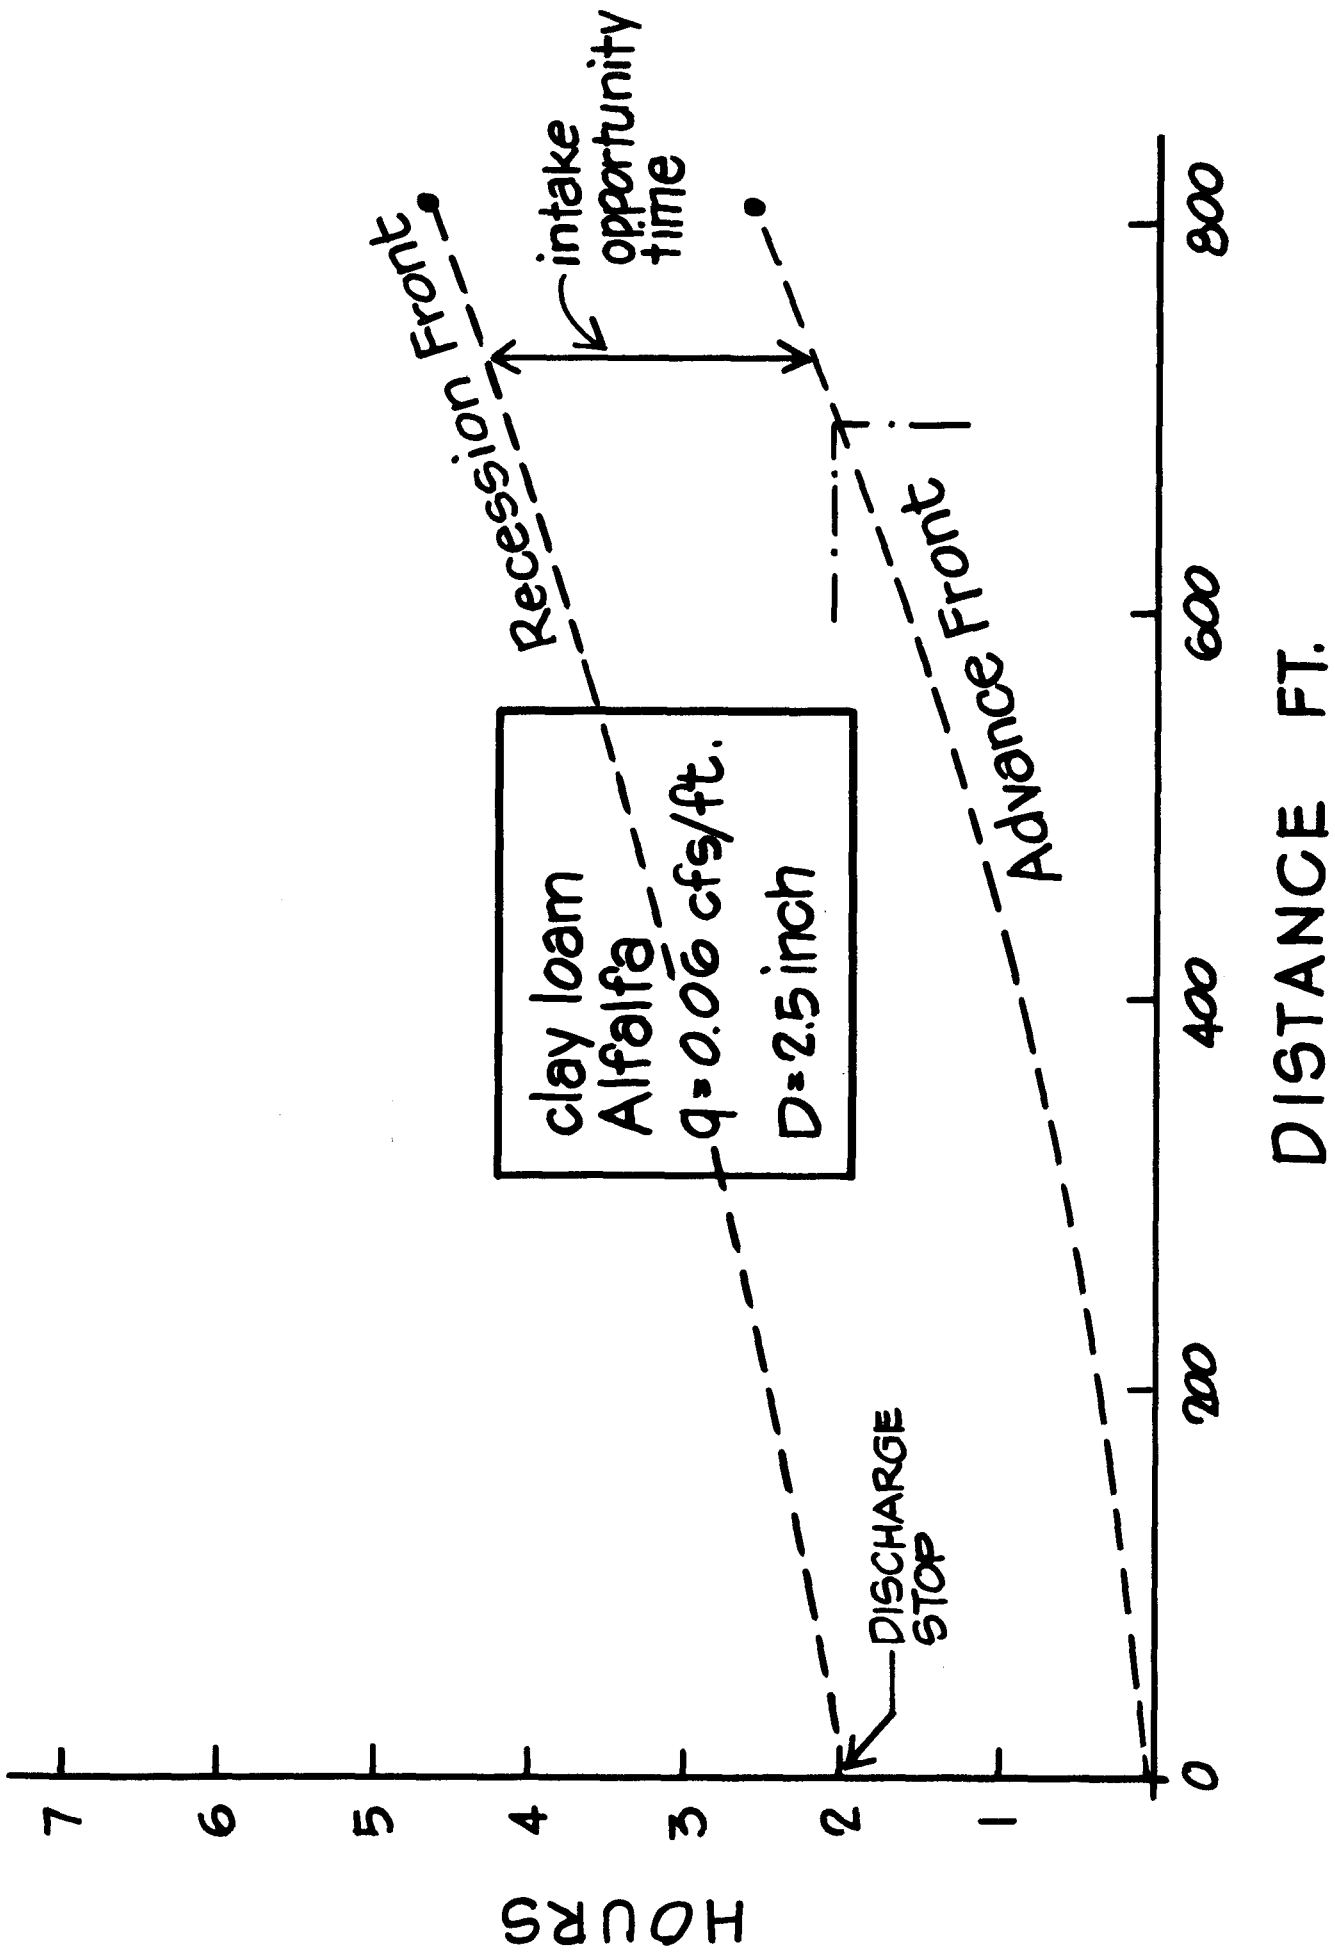 HOURS
7
6
5
4
3
2
1
0
200
400
600
800
DISTANCE FT.
Recession Front
intake
opportunity
time
clay loam
Alfalfa
q=0.06 cfs/ft.
D=2.5 inch
Advance Front
DISCHARGE
STOP